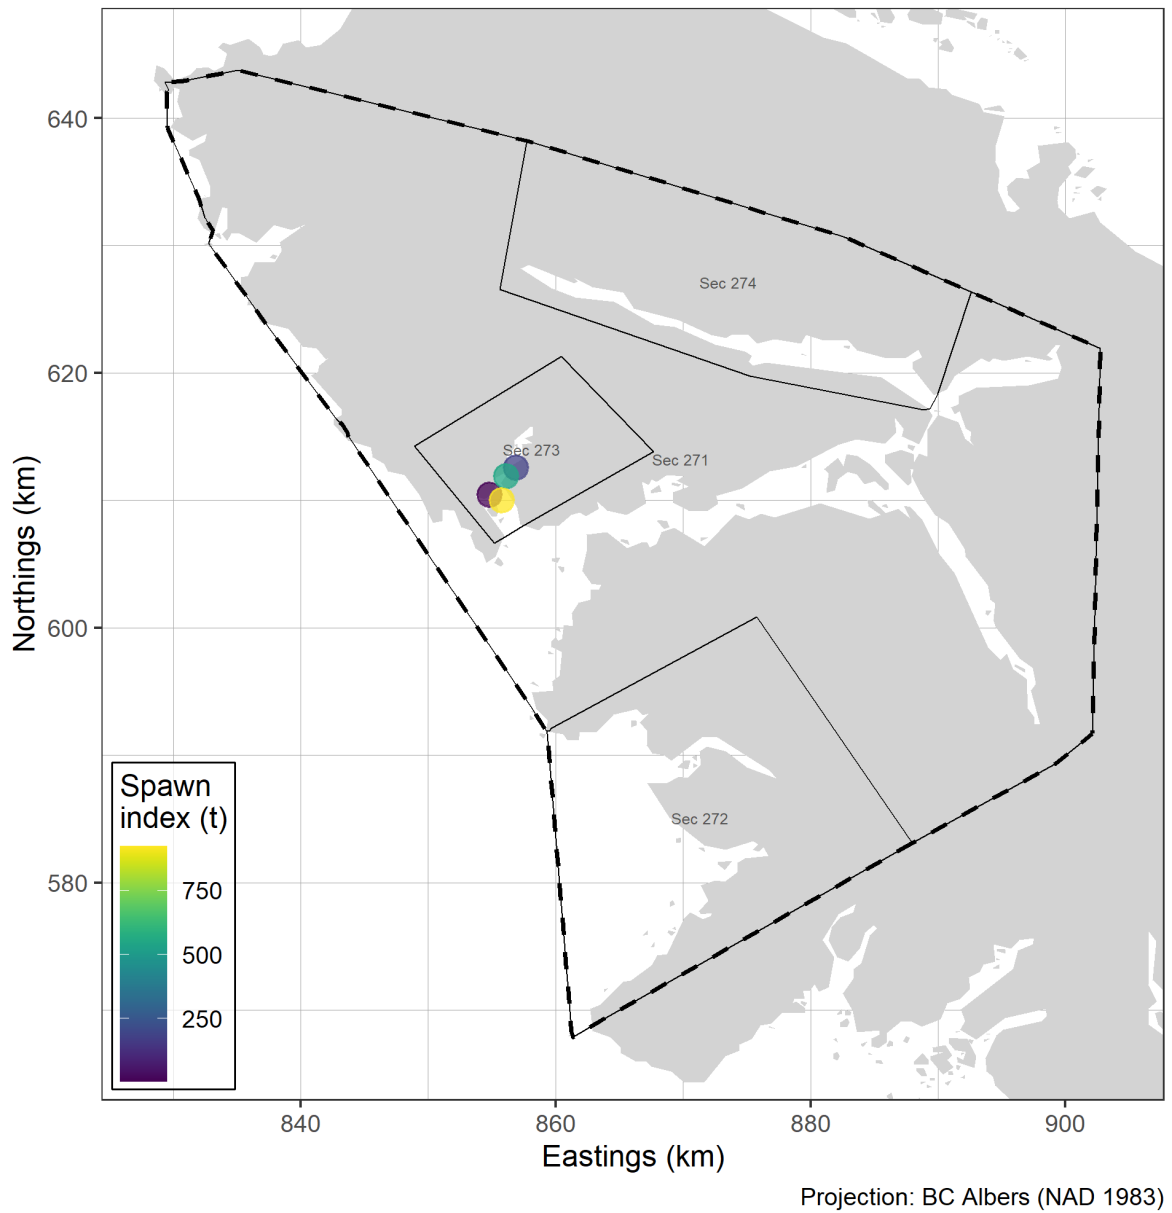 640
620
600
580
Northings (km)
Sec 274
Sec 273
Sec 271
Sec 272
Spawn
index (t)
750
500
250
840
860
880
900
Eastings (km)
Projection: BC Albers (NAD 1983)